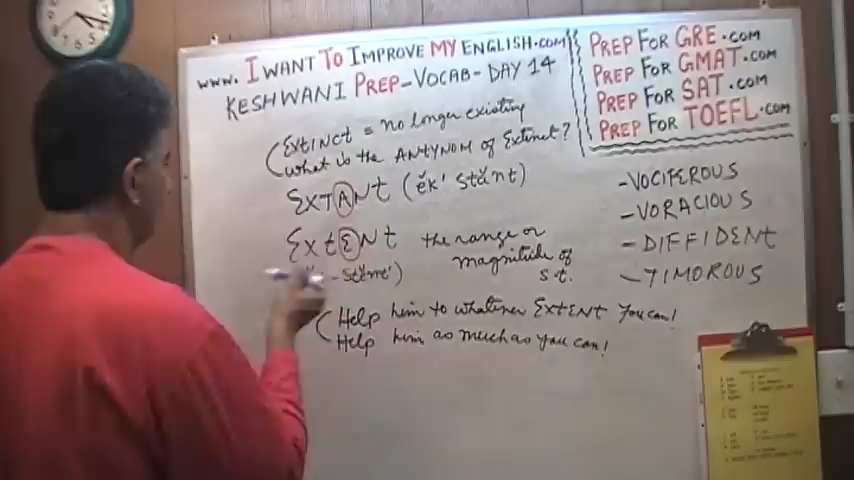 www. I WANT TO IMPROVE MY ENGLISH.COM
KESHWANI PREP-VOCAB-DAY 14
PREP FOR GRE.COM
PREP FOR GMAT.COM
PREP FOR SAT.COM
PREP FOR TOEFL.COM
(EXTINCT = no longer existing
What is the ANTYNOM of Extinct?
EXTANT (ĕk' stănt)
EXTENT the range or
magnitude of
s.t.
-stĕnt')
Help him to whatever EXTENT You can!
Help him as much as you can!
-VOCIFEROUS
-VORACIOUS
-DIFFIDENT
-TIMOROUS